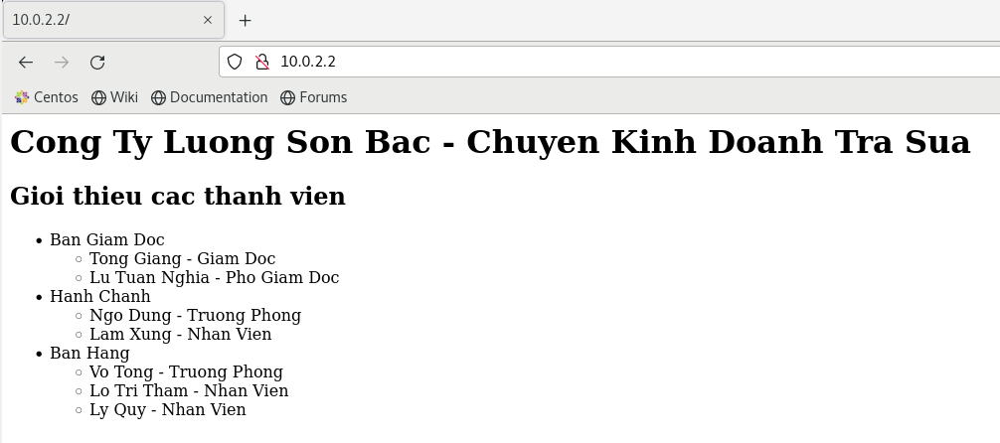 10.0.2.2/
10.0.2.2
Centos Wiki Documentation Forums
Cong Ty Luong Son Bac - Chuyen Kinh Doanh Tra Sua
Gioi thieu cac thanh vien
Ban Giam Doc
Tong Giang - Giam Doc
Lu Tuan Nghia - Pho Giam Doc
Hanh Chanh
Ngo Dung - Truong Phong
Lam Xung - Nhan Vien
Ban Hang
Vo Tong - Truong Phong
Lo Tri Tham - Nhan Vien
Ly Quy - Nhan Vien